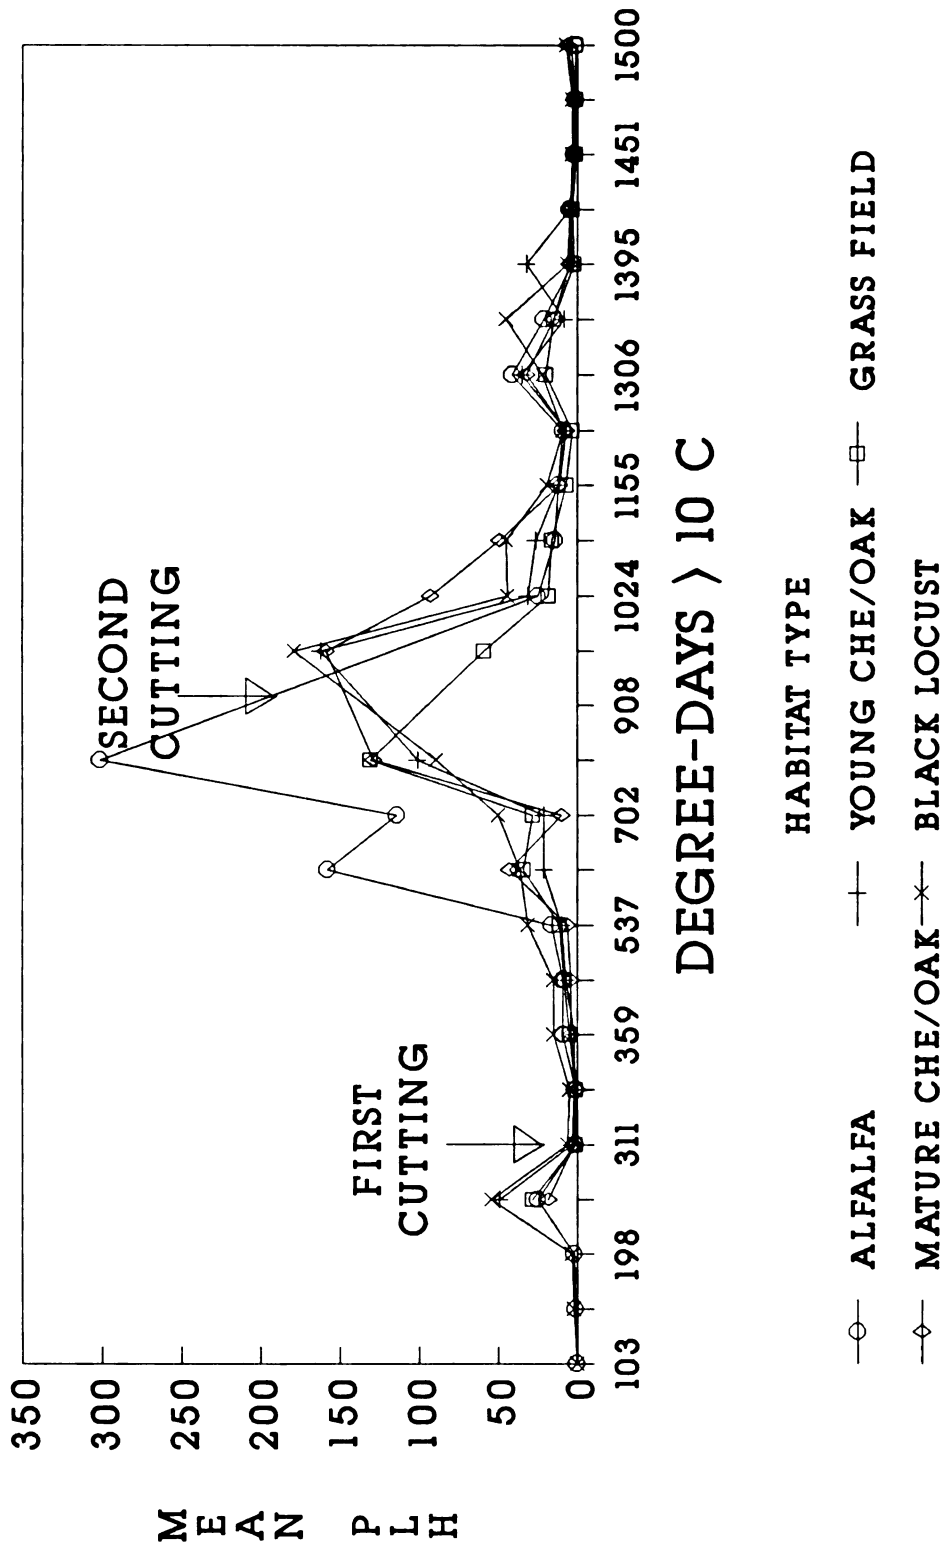 MEAN PLH
350
300
250
200
150
100
50
0
SECOND
CUTTING
FIRST
CUTTING
103 198 311 359 537 702 908 1024 1155 1306 1395 1451 1500
DEGREE-DAYS > 10 C
HABITAT TYPE
ALFALFA YOUNG CHE/OAK GRASS FIELD
MATURE CHE/OAK BLACK LOCUST